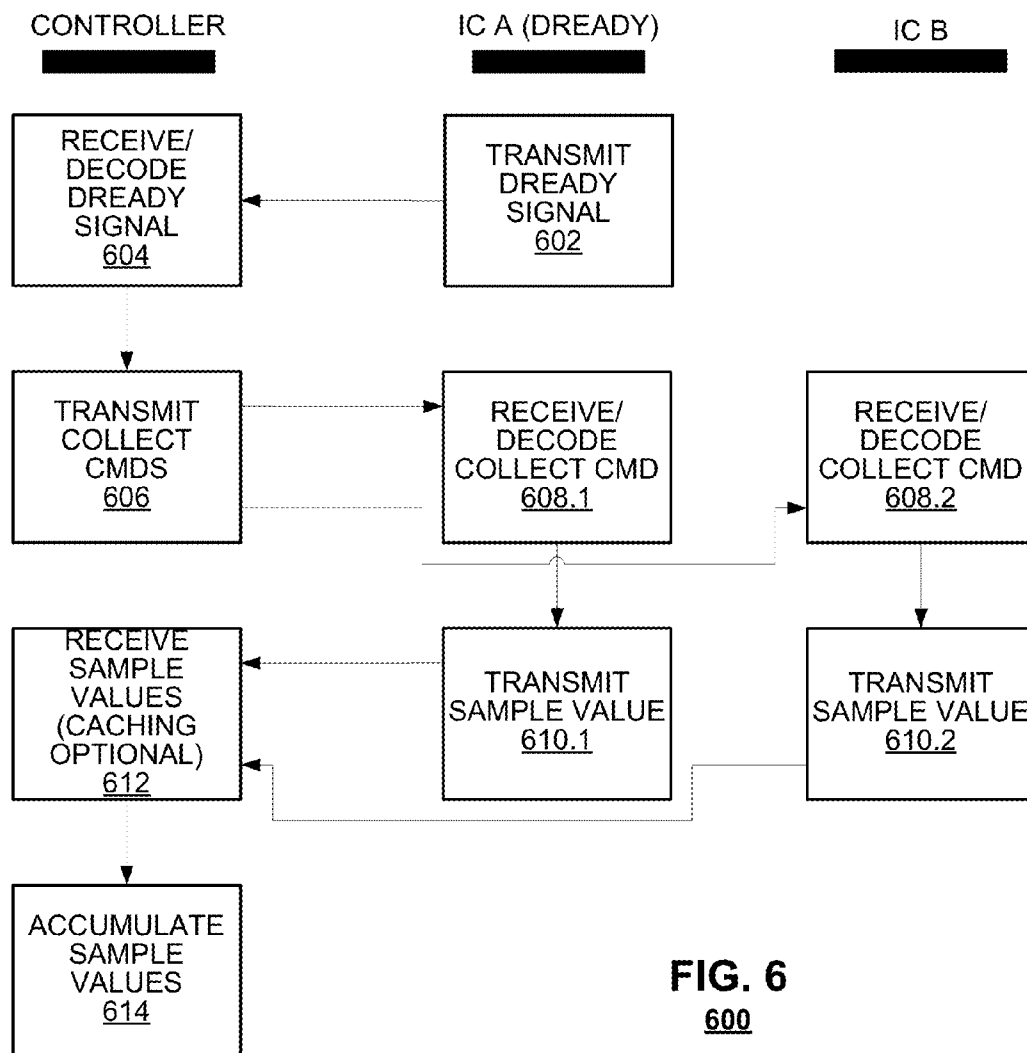 CONTROLLER
IC A (DREADY)
IC B
RECEIVE/
DECODE
DREADY
SIGNAL
604
TRANSMIT
DREADY
SIGNAL
602
TRANSMIT
COLLECT
CMDS
606
RECEIVE/
DECODE
COLLECT CMD
608.1
RECEIVE/
DECODE
COLLECT CMD
608.2
RECEIVE
SAMPLE
VALUES
(CACHING
OPTIONAL)
612
TRANSMIT
SAMPLE VALUE
610.1
TRANSMIT
SAMPLE VALUE
610.2
ACCUMULATE
SAMPLE
VALUES
614
FIG. 6
600